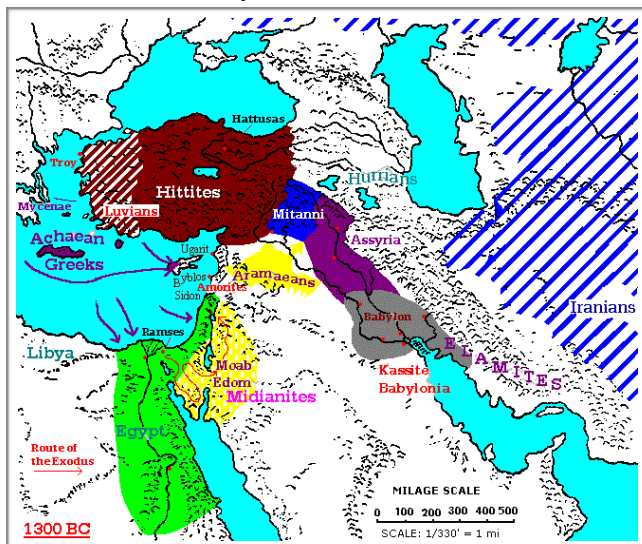 Hattusas
Troy
Hittites
Hurrians
Mycenae
Luvians
Mitanni
Achaean
Greeks
Assyria
Ugarit
Aramaeans
Byblos
Sidon
Amorites
Iranians
Babylon
Ramses
Libya
ELAMITES
Moab
Edom
Kassite
Babylonia
Midianites
Egypt
Route of
the Exodus
MILAGE SCALE
0 100 200 300 400 500
SCALE: 1/330' = 1 mi
1300 BC